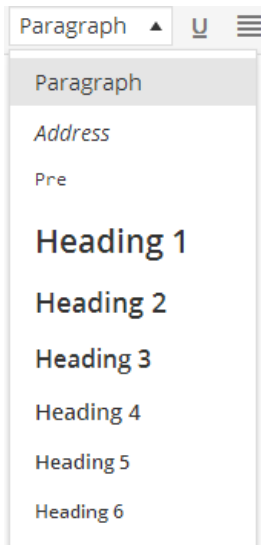 Paragraph U
Paragraph
Address
Pre
Heading 1
Heading 2
Heading 3
Heading 4
Heading 5
Heading 6